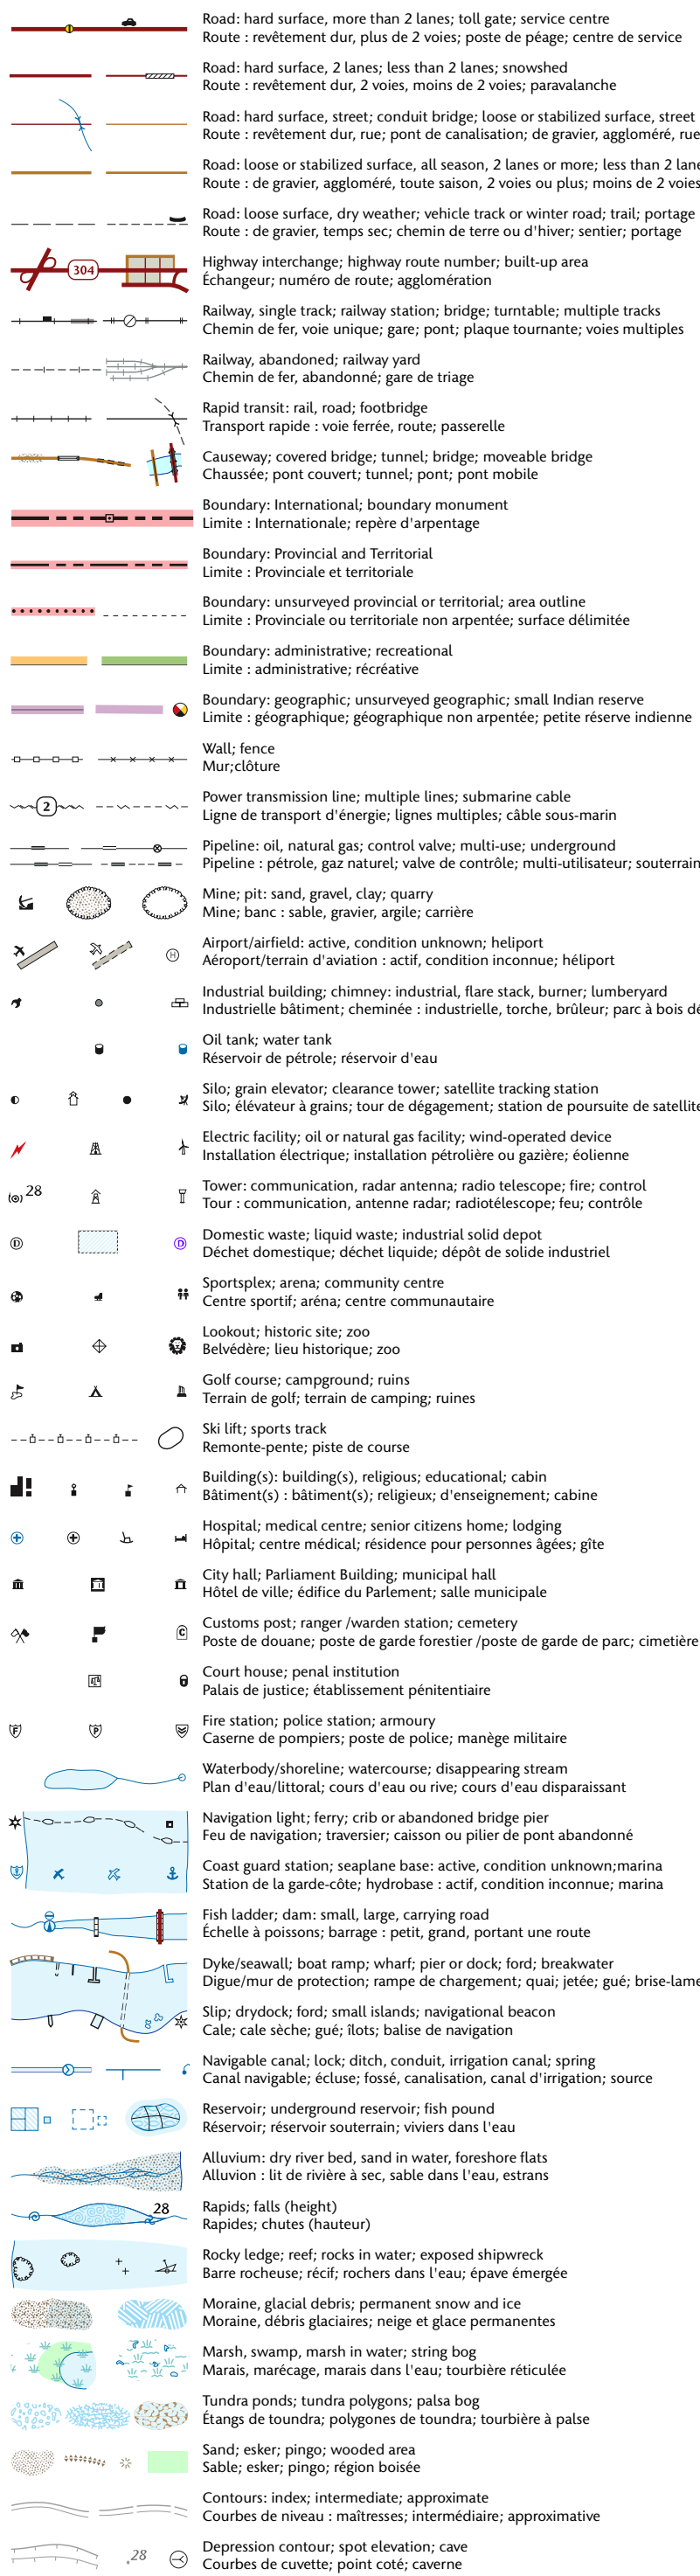 Road: hard surface, more than 2 lanes; toll gate; service centre
Route : revêtement dur, plus de 2 voies; poste de péage; centre de service
Road: hard surface, 2 lanes; less than 2 lanes; snowshed
Route : revêtement dur, 2 voies, moins de 2 voies; paravalanche
Road: hard surface, street; conduit bridge; loose or stabilized surface, street
Route : revêtement dur, rue; pont de canalisation; de gravier, aggloméré, rue
Road: loose or stabilized surface, all season, 2 lanes or more; less than 2 lane
Route : de gravier, aggloméré, toute saison, 2 voies ou plus; moins de 2 voies
Road: loose surface, dry weather; vehicle track or winter road; trail; portage
Route : de gravier, temps sec; chemin de terre ou d'hiver; sentier; portage
304
Highway interchange; highway route number; built-up area
Échangeur; numéro de route; agglomération
Railway, single track; railway station; bridge; turntable; multiple tracks
Chemin de fer, voie unique; gare; pont; plaque tournante; voies multiples
Railway, abandoned; railway yard
Chemin de fer, abandonné; gare de triage
Rapid transit: rail, road; footbridge
Transport rapide : voie ferrée, route; passerelle
Causeway; covered bridge; tunnel; bridge; moveable bridge
Chaussée; pont couvert; tunnel; pont; pont mobile
Boundary: International; boundary monument
Limite : Internationale; repère d'arpentage
Boundary: Provincial and Territorial
Limite : Provinciale et territoriale
Boundary: unsurveyed provincial or territorial; area outline
Limite : Provinciale ou territoriale non arpentée; surface délimitée
Boundary: administrative; recreational
Limite : administrative; récréative
Boundary: geographic; unsurveyed geographic; small Indian reserve
Limite : géographique; géographique non arpentée; petite réserve indienne
Wall; fence
Mur;clôture
2
Power transmission line; multiple lines; submarine cable
Ligne de transport d'énergie; lignes multiples; câble sous-marin
Pipeline: oil, natural gas; control valve; multi-use; underground
Pipeline : pétrole, gaz naturel; valve de contrôle; multi-utilisateur; souterrain
Mine; pit: sand, gravel, clay; quarry
Mine; banc : sable, gravier, argile; carrière
H
Airport/airfield: active, condition unknown; heliport
Aéroport/terrain d'aviation : actif, condition inconnue; héliport
Industrial building; chimney: industrial, flare stack, burner; lumberyard
Industrielle bâtiment; cheminée : industrielle, torche, brûleur; parc à bois dé
Oil tank; water tank
Réservoir de pétrole; réservoir d'eau
Silo; grain elevator; clearance tower; satellite tracking station
Silo; élévateur à grains; tour de dégagement; station de poursuite de satellite
Electric facility; oil or natural gas facility; wind-operated device
Installation électrique; installation pétrolière ou gazière; éolienne
28
Tower: communication, radar antenna; radio telescope; fire; control
Tour : communication, antenne radar; radiotélescope; feu; contrôle
D D
Domestic waste; liquid waste; industrial solid depot
Déchet domestique; déchet liquide; dépôt de solide industriel
Sportsplex; arena; community centre
Centre sportif; aréna; centre communautaire
Lookout; historic site; zoo
Belvédère; lieu historique; zoo
Golf course; campground; ruins
Terrain de golf; terrain de camping; ruines
Ski lift; sports track
Remonte-pente; piste de course
Building(s): building(s), religious; educational; cabin
Bâtiment(s) : bâtiment(s); religieux; d'enseignement; cabine
Hospital; medical centre; senior citizens home; lodging
Hôpital; centre médical; résidence pour personnes âgées; gîte
City hall; Parliament Building; municipal hall
Hôtel de ville; édifice du Parlement; salle municipale
C
Customs post; ranger /warden station; cemetery
Poste de douane; poste de garde forestier /poste de garde de parc; cimetière
Court house; penal institution
Palais de justice; établissement pénitentiaire
F P
Fire station; police station; armoury
Caserne de pompiers; poste de police; manège militaire
Waterbody/shoreline; watercourse; disappearing stream
Plan d'eau/littoral; cours d'eau ou rive; cours d'eau disparaissant
Navigation light; ferry; crib or abandoned bridge pier
Feu de navigation; traversier; caisson ou pilier de pont abandonné
Coast guard station; seaplane base: active, condition unknown;marina
Station de la garde-côte; hydrobase : actif, condition inconnue; marina
Fish ladder; dam: small, large, carrying road
Échelle à poissons; barrage : petit, grand, portant une route
Dyke/seawall; boat ramp; wharf; pier or dock; ford; breakwater
Digue/mur de protection; rampe de chargement; quai; jetée; gué; brise-lame
Slip; drydock; ford; small islands; navigational beacon
Cale; cale sèche; gué; îlots; balise de navigation
Navigable canal; lock; ditch, conduit, irrigation canal; spring
Canal navigable; écluse; fossé, canalisation, canal d'irrigation; source
Reservoir; underground reservoir; fish pound
Réservoir; réservoir souterrain; viviers dans l'eau
Alluvium: dry river bed, sand in water, foreshore flats
Alluvion : lit de rivière à sec, sable dans l'eau, estrans
28
Rapids; falls (height)
Rapides; chutes (hauteur)
Rocky ledge; reef; rocks in water; exposed shipwreck
Barre rocheuse; récif; rochers dans l'eau; épave émergée
Moraine, glacial debris; permanent snow and ice
Moraine, débris glaciaires; neige et glace permanentes
Marsh, swamp, marsh in water; string bog
Marais, marécage, marais dans l'eau; tourbière réticulée
Tundra ponds; tundra polygons; palsa bog
Étangs de toundra; polygones de toundra; tourbière à palse
Sand; esker; pingo; wooded area
Sable; esker; pingo; région boisée
Contours: index; intermediate; approximate
Courbes de niveau : maîtresses; intermédiaire; approximative
.28
Depression contour; spot elevation; cave
Courbes de cuvette; point coté; caverne